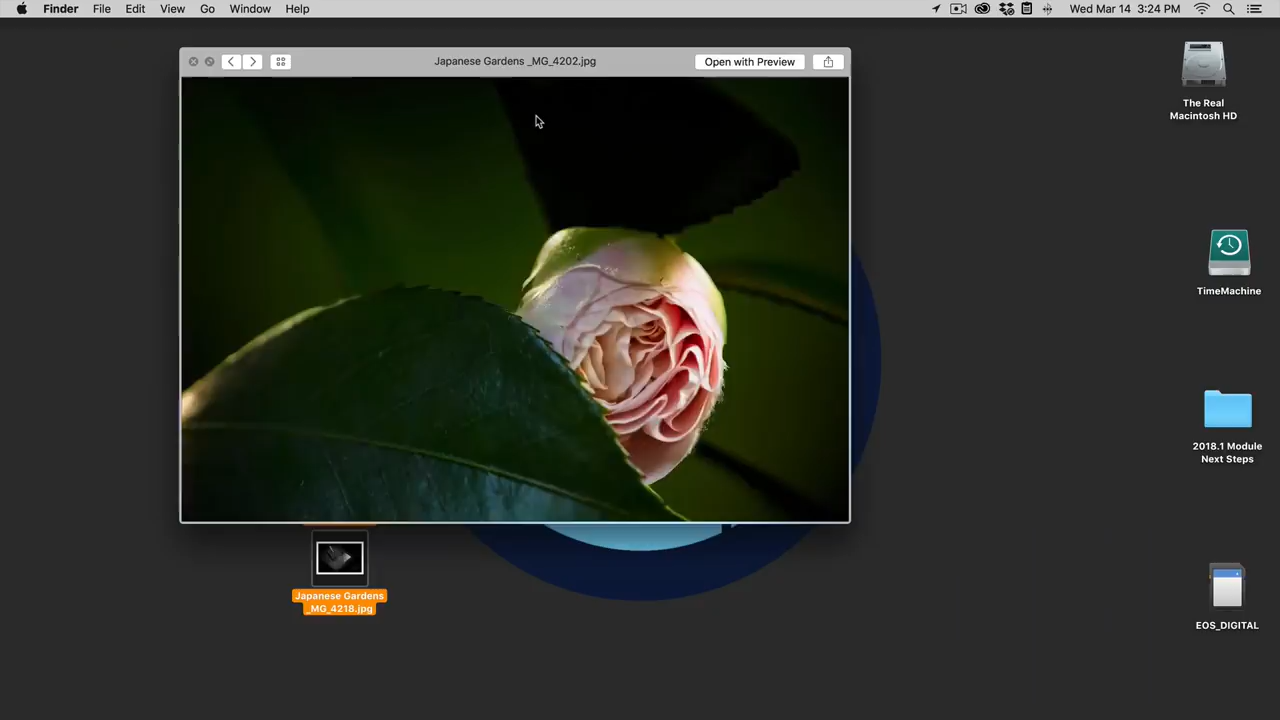 Finder File Edit View Go Window Help Wed Mar 14 3:24 PM
Japanese Gardens _MG_4202.jpg Open with Preview
The Real
Macintosh HD
TimeMachine
2018.1 Module
Next Steps
Japanese Gardens
_MG_4218.jpg
EOS_DIGITAL